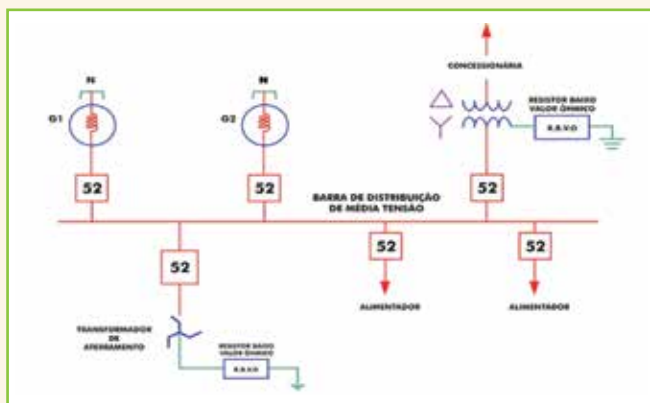 CONCESSIONÁRIA
N
N
RESISTOR BAIXO
VALOR ÔHMICO
G1
G2
R.B.V.O
52
52
52
BARRA DE DISTRIBUIÇÃO
DE MÉDIA TENSÃO
52
52
52
ALIMENTADOR
ALIMENTADOR
TRANSFORMADOR
DE
ATERRAMENTO
RESISTOR BAIXO
VALOR ÔHMICO
R.B.V.O